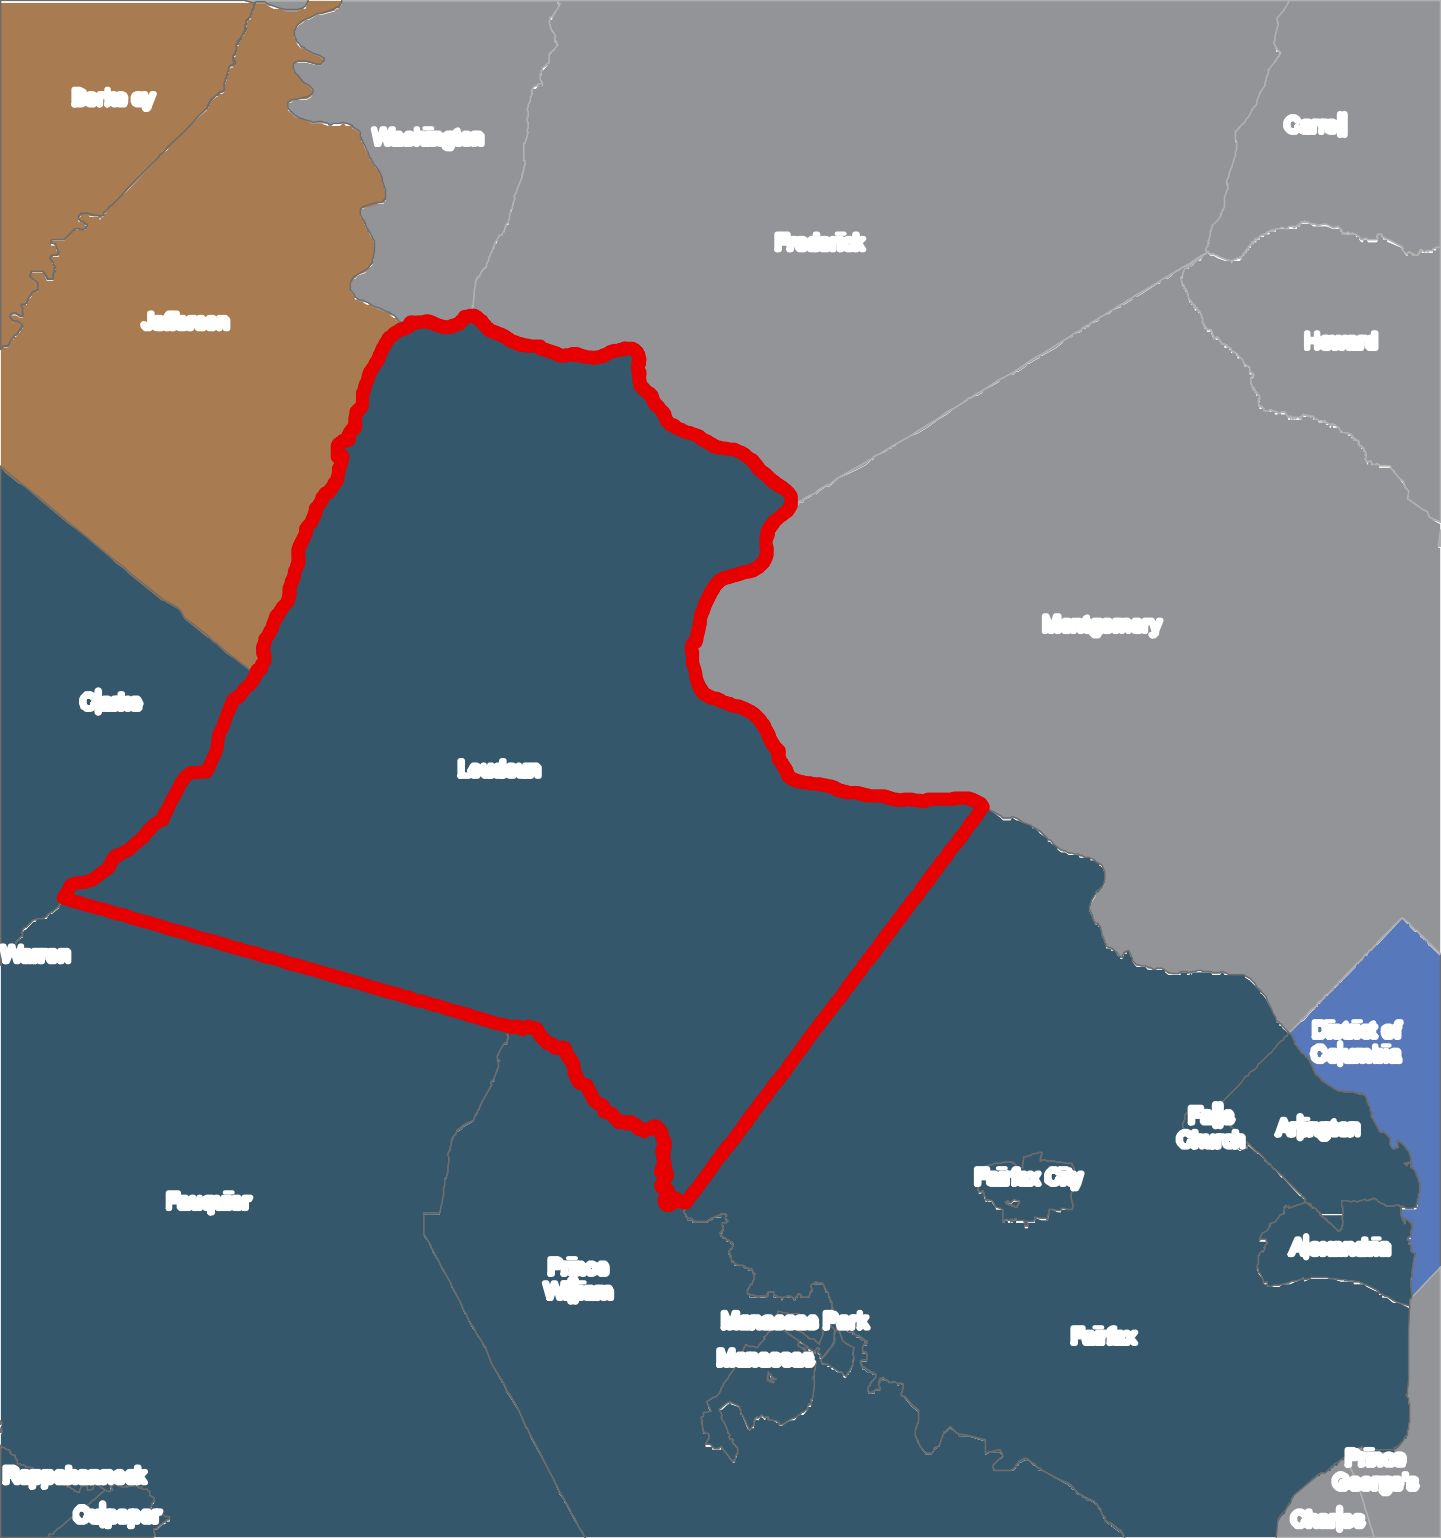 Berkeley
Washington
Carroll
Frederick
Jefferson
Howard
Montgomery
Clarke
Loudoun
Warren
District of
Columbia
Falls
Church
Arlington
Fairfax City
Fauquier
Alexandria
Prince
William
Manassas Park
Fairfax
Manassas
Prince
George's
Rappahannock
Culpeper
Charles